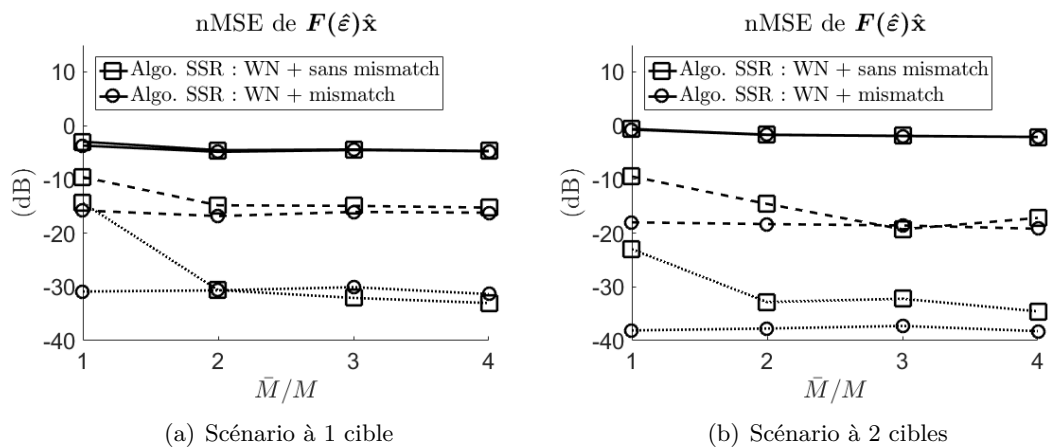 nMSE de F(ε̂)x̂
10
0
-10
-20
-30
-40
(dB)
Algo. SSR : WN + sans mismatch
Algo. SSR : WN + mismatch
1 2 3 4
M̄/M
(a) Scénario à 1 cible
nMSE de F(ε̂)x̂
10
0
-10
-20
-30
-40
(dB)
Algo. SSR : WN + sans mismatch
Algo. SSR : WN + mismatch
1 2 3 4
M̄/M
(b) Scénario à 2 cibles